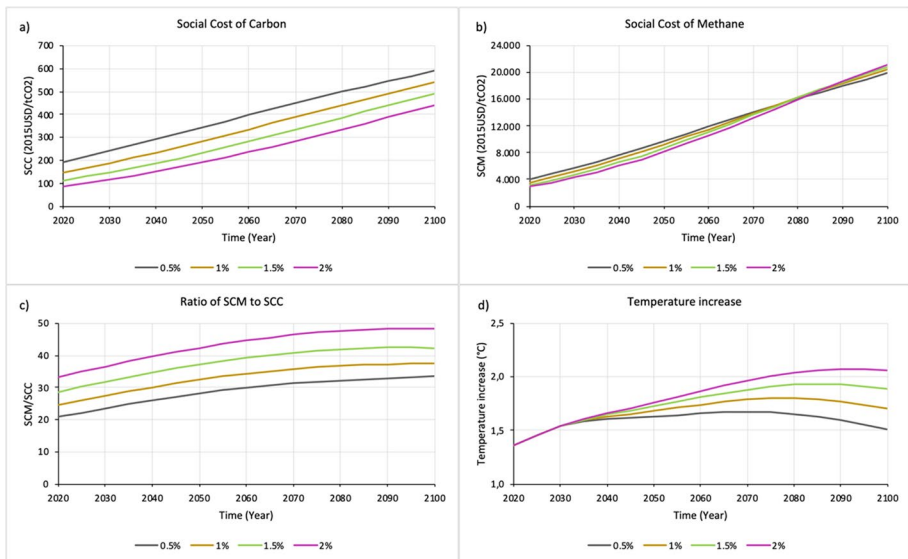 a) Social Cost of Carbon
SCC (2015USD/tCO2)
700
600
500
400
300
200
100
0
2020 2030 2040 2050 2060 2070 2080 2090 2100
Time (Year)
0.5% 1% 1.5% 2%
b) Social Cost of Methane
SCM (2015USD/tCO2)
24.000
20.000
16.000
12.000
8.000
4.000
0
2020 2030 2040 2050 2060 2070 2080 2090 2100
Time (Year)
0.5% 1% 1.5% 2%
c) Ratio of SCM to SCC
SCM/SCC
50
40
30
20
10
0
2020 2030 2040 2050 2060 2070 2080 2090 2100
Time (Year)
0.5% 1% 1.5% 2%
d) Temperature increase
Temperature increase (°C)
2,5
2,0
1,5
1,0
2020 2030 2040 2050 2060 2070 2080 2090 2100
Time (Year)
0.5% 1% 1.5% 2%